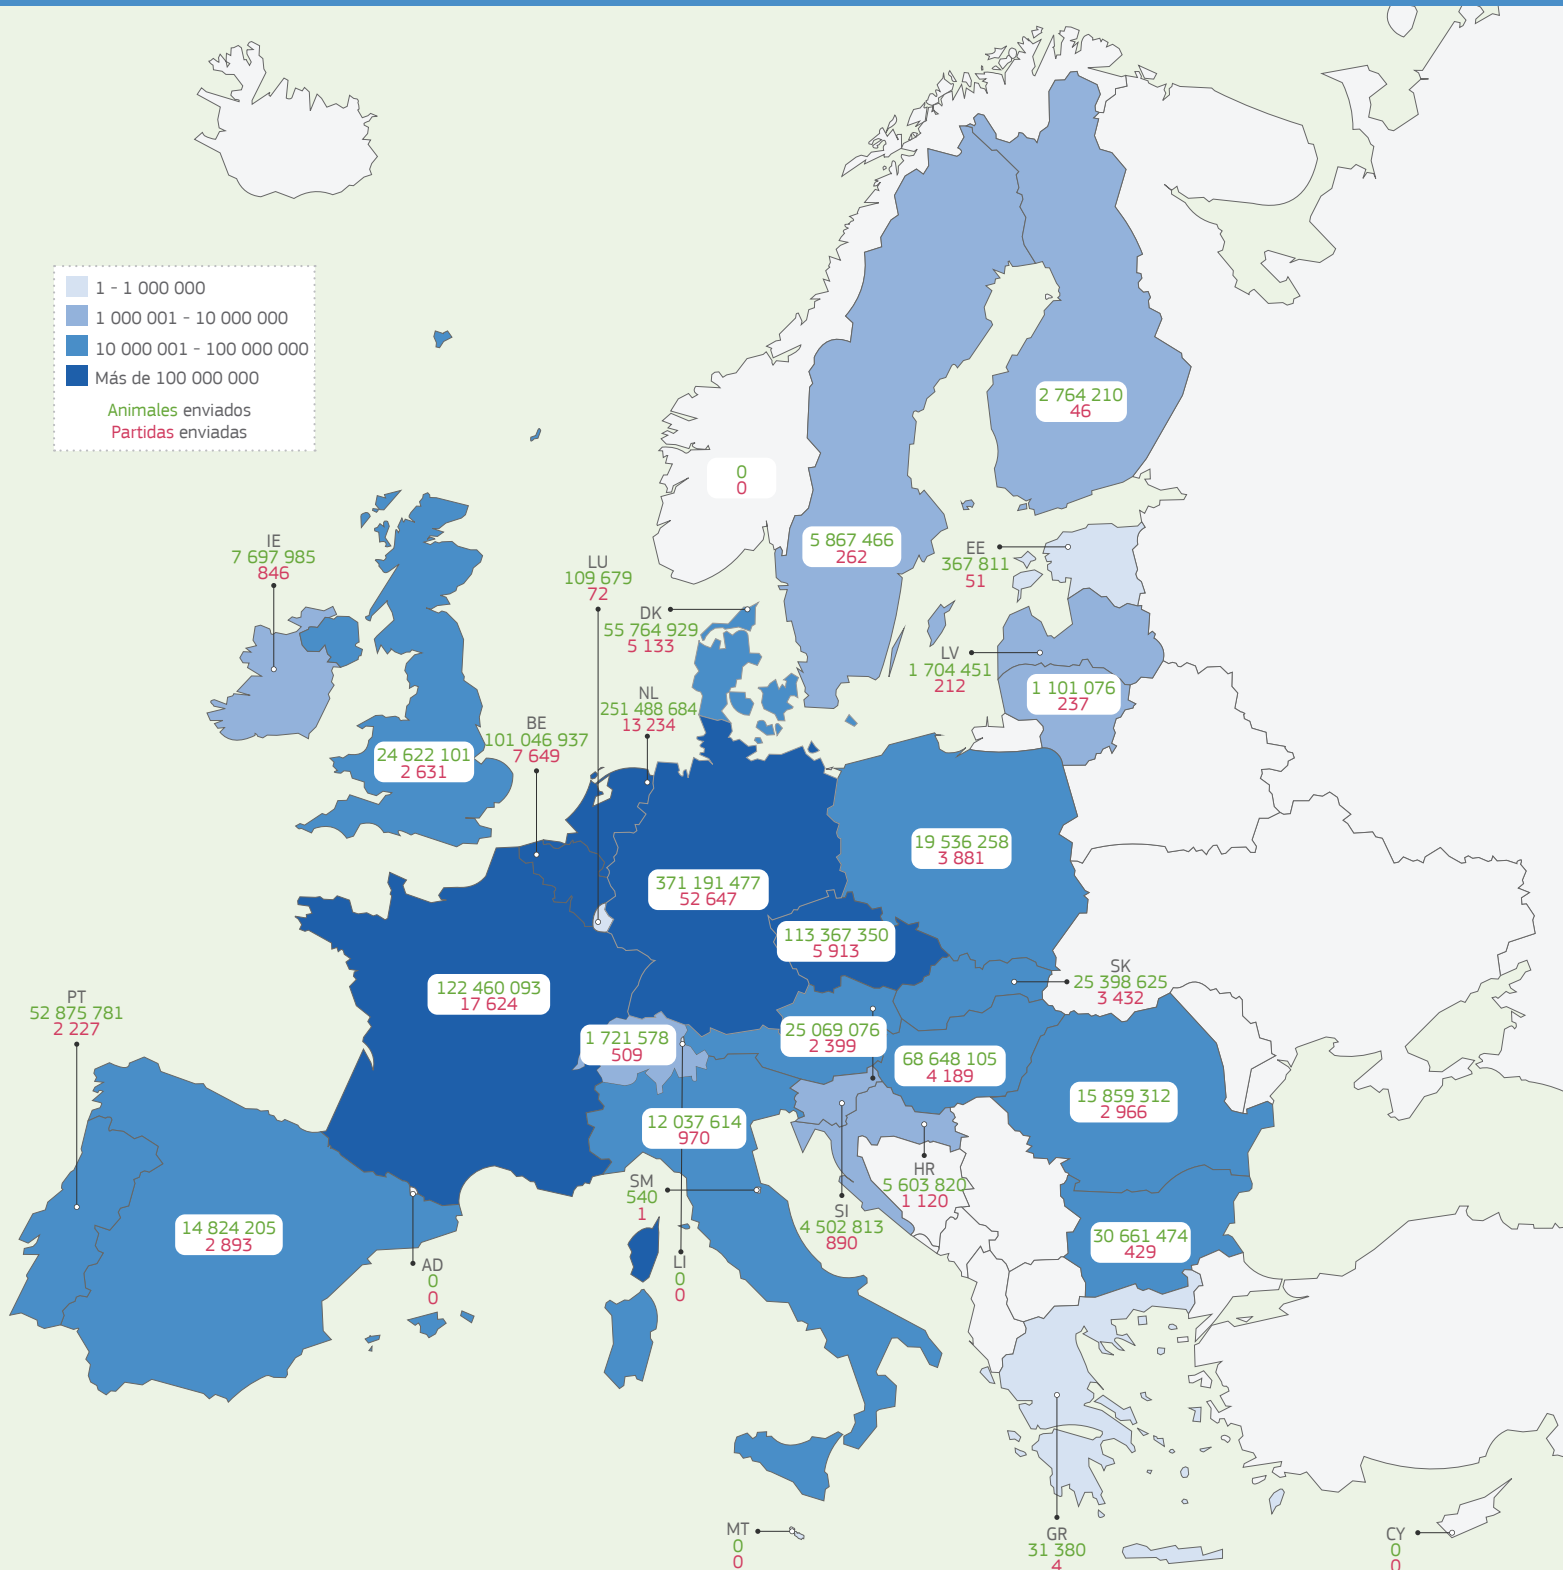 1 - 1 000 000
1 000 001 - 10 000 000
10 000 001 - 100 000 000
Más de 100 000 000
Animales enviados
Partidas enviadas
2 764 210
46
0
0
5 867 466
262
EE
367 811
51
IE
7 697 985
846
LU
109 679
72
DK
55 764 929
5 133
LV
1 704 451
212
1 101 076
237
NL
251 488 684
13 234
BE
101 046 937
7 649
24 622 101
2 631
19 536 258
3 881
371 191 477
52 647
113 367 350
5 913
SK
25 398 625
3 432
122 460 093
17 624
PT
52 875 781
2 227
1 721 578
509
25 069 076
2 399
68 648 105
4 189
15 859 312
2 966
12 037 614
970
HR
5 603 820
1 120
SM
540
1
SI
4 502 813
890
14 824 205
2 893
30 661 474
429
AD
0
0
LI
0
0
MT
0
0
GR
31 380
4
CY
0
0